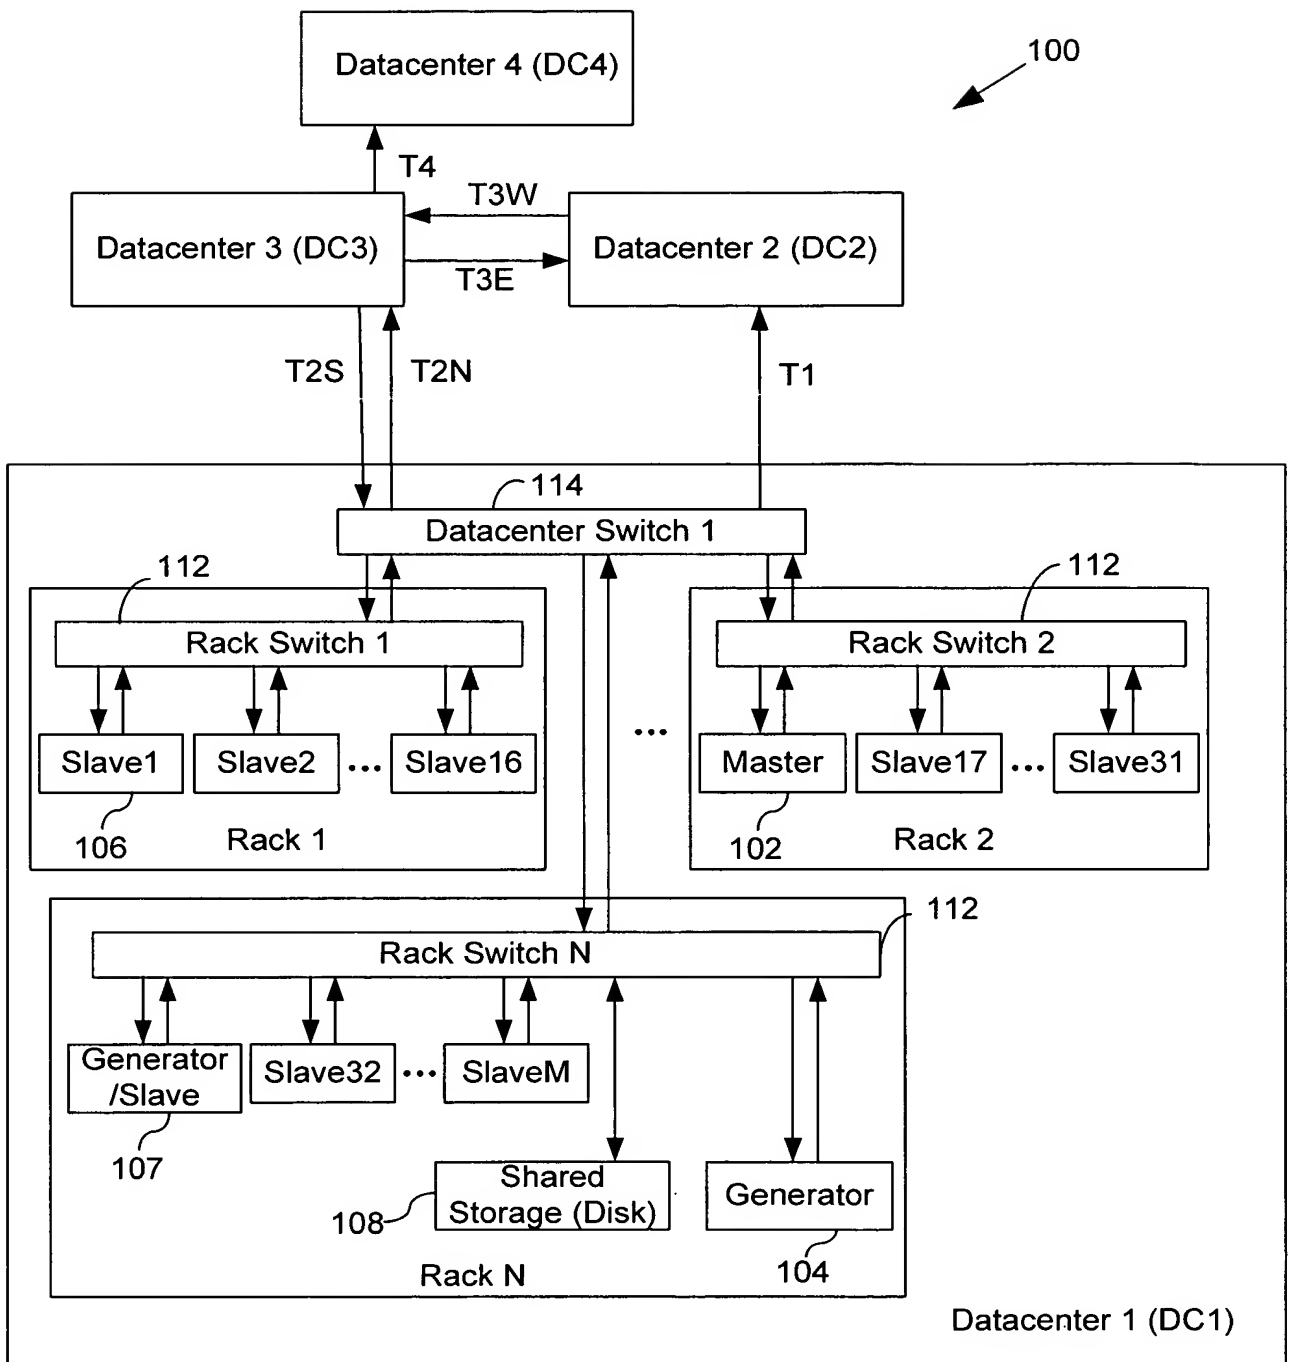 Datacenter 4 (DC4)
100
T4
T3W
Datacenter 3 (DC3)
Datacenter 2 (DC2)
T3E
T2S
T2N
T1
114
Datacenter Switch 1
112
112
Rack Switch 1
Rack Switch 2
...
Slave1
Slave2
...
Slave16
Master
Slave17
...
Slave31
106
Rack 1
102
Rack 2
112
Rack Switch N
Generator
/Slave
Slave32
...
SlaveM
107
Shared
Storage (Disk)
Generator
108
104
Rack N
Datacenter 1 (DC1)